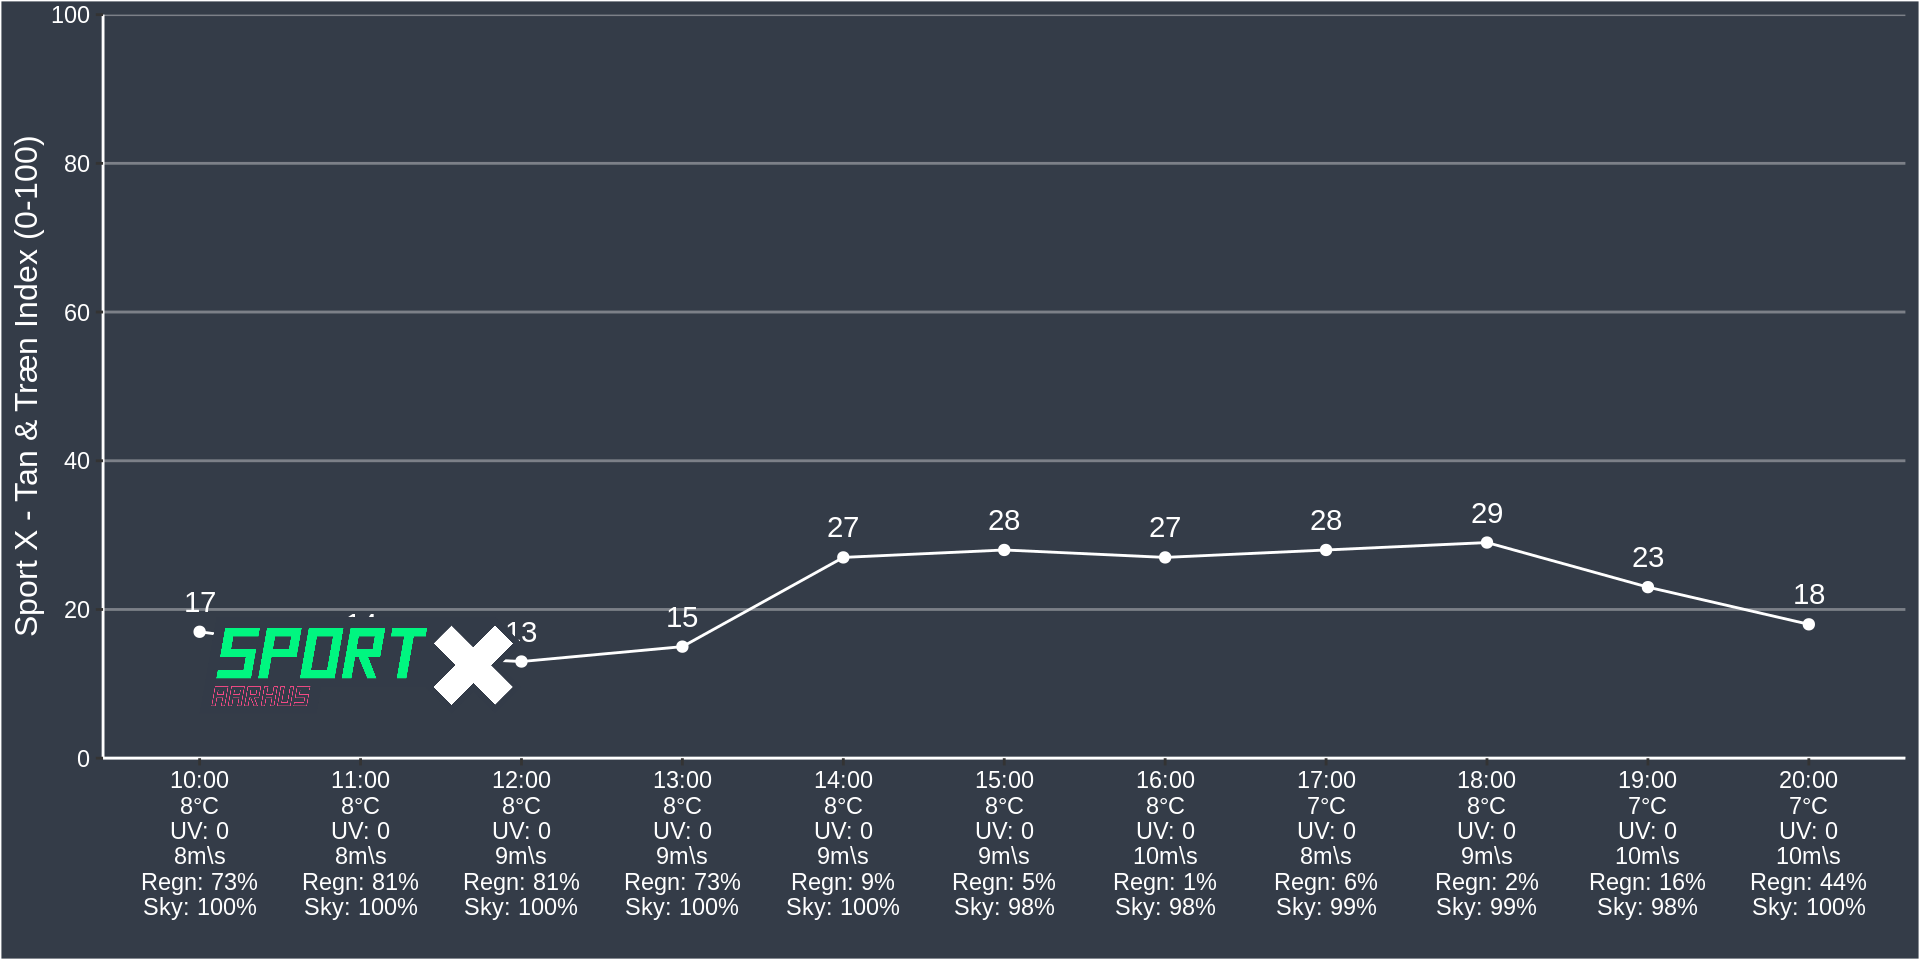 Sport X - Tan & Træn Index (0-100)
100
80
60
40
20
0
17
13
15
27
28
27
28
29
23
18
SPORT X
AARHUS
10:00 11:00 12:00 13:00 14:00 15:00 16:00 17:00 18:00 19:00 20:00
8°C 8°C 8°C 8°C 8°C 8°C 8°C 7°C 8°C 7°C 7°C
UV: 0 UV: 0 UV: 0 UV: 0 UV: 0 UV: 0 UV: 0 UV: 0 UV: 0 UV: 0 UV: 0
8m\s 8m\s 9m\s 9m\s 9m\s 9m\s 10m\s 8m\s 9m\s 10m\s 10m\s
Regn: 73% Regn: 81% Regn: 81% Regn: 73% Regn: 9% Regn: 5% Regn: 1% Regn: 6% Regn: 2% Regn: 16% Regn: 44%
Sky: 100% Sky: 100% Sky: 100% Sky: 100% Sky: 100% Sky: 98% Sky: 98% Sky: 99% Sky: 99% Sky: 98% Sky: 100%